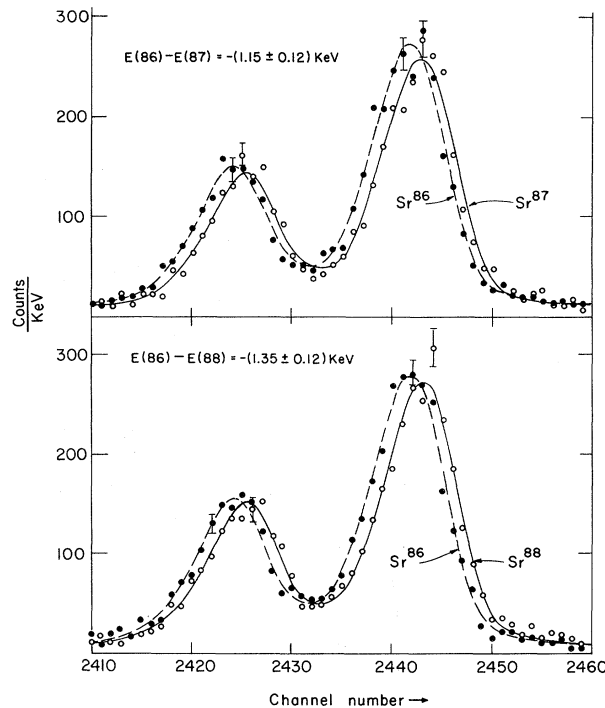 300
E(86)-E(87) = -(1.15 ± 0.12) KeV
200
Sr86 Sr87
100
Counts
KeV
300
E(86) - E(88) = -(1.35 ± 0.12) KeV
200
Sr86 Sr88
100
2410 2420 2430 2440 2450 2460
Channel number →